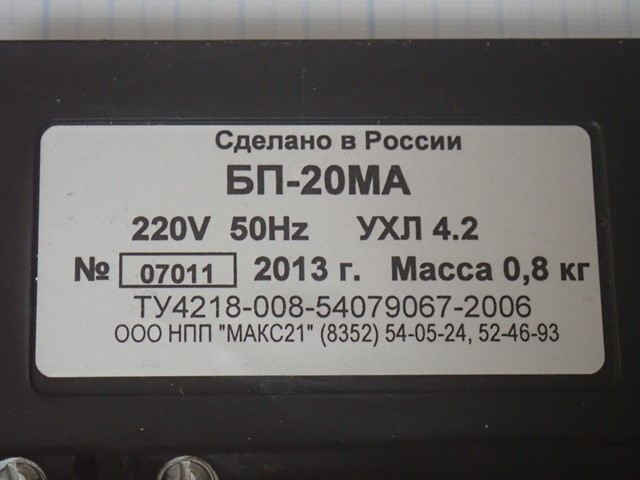 Сделано в России
БП-20МА
220V 50Hz УХЛ 4.2
№ 07011 2013 г. Масса 0,8 кг
ТУ4218-008-54079067-2006
ООО НПП "МАКС21" (8352) 54-05-24, 52-46-93